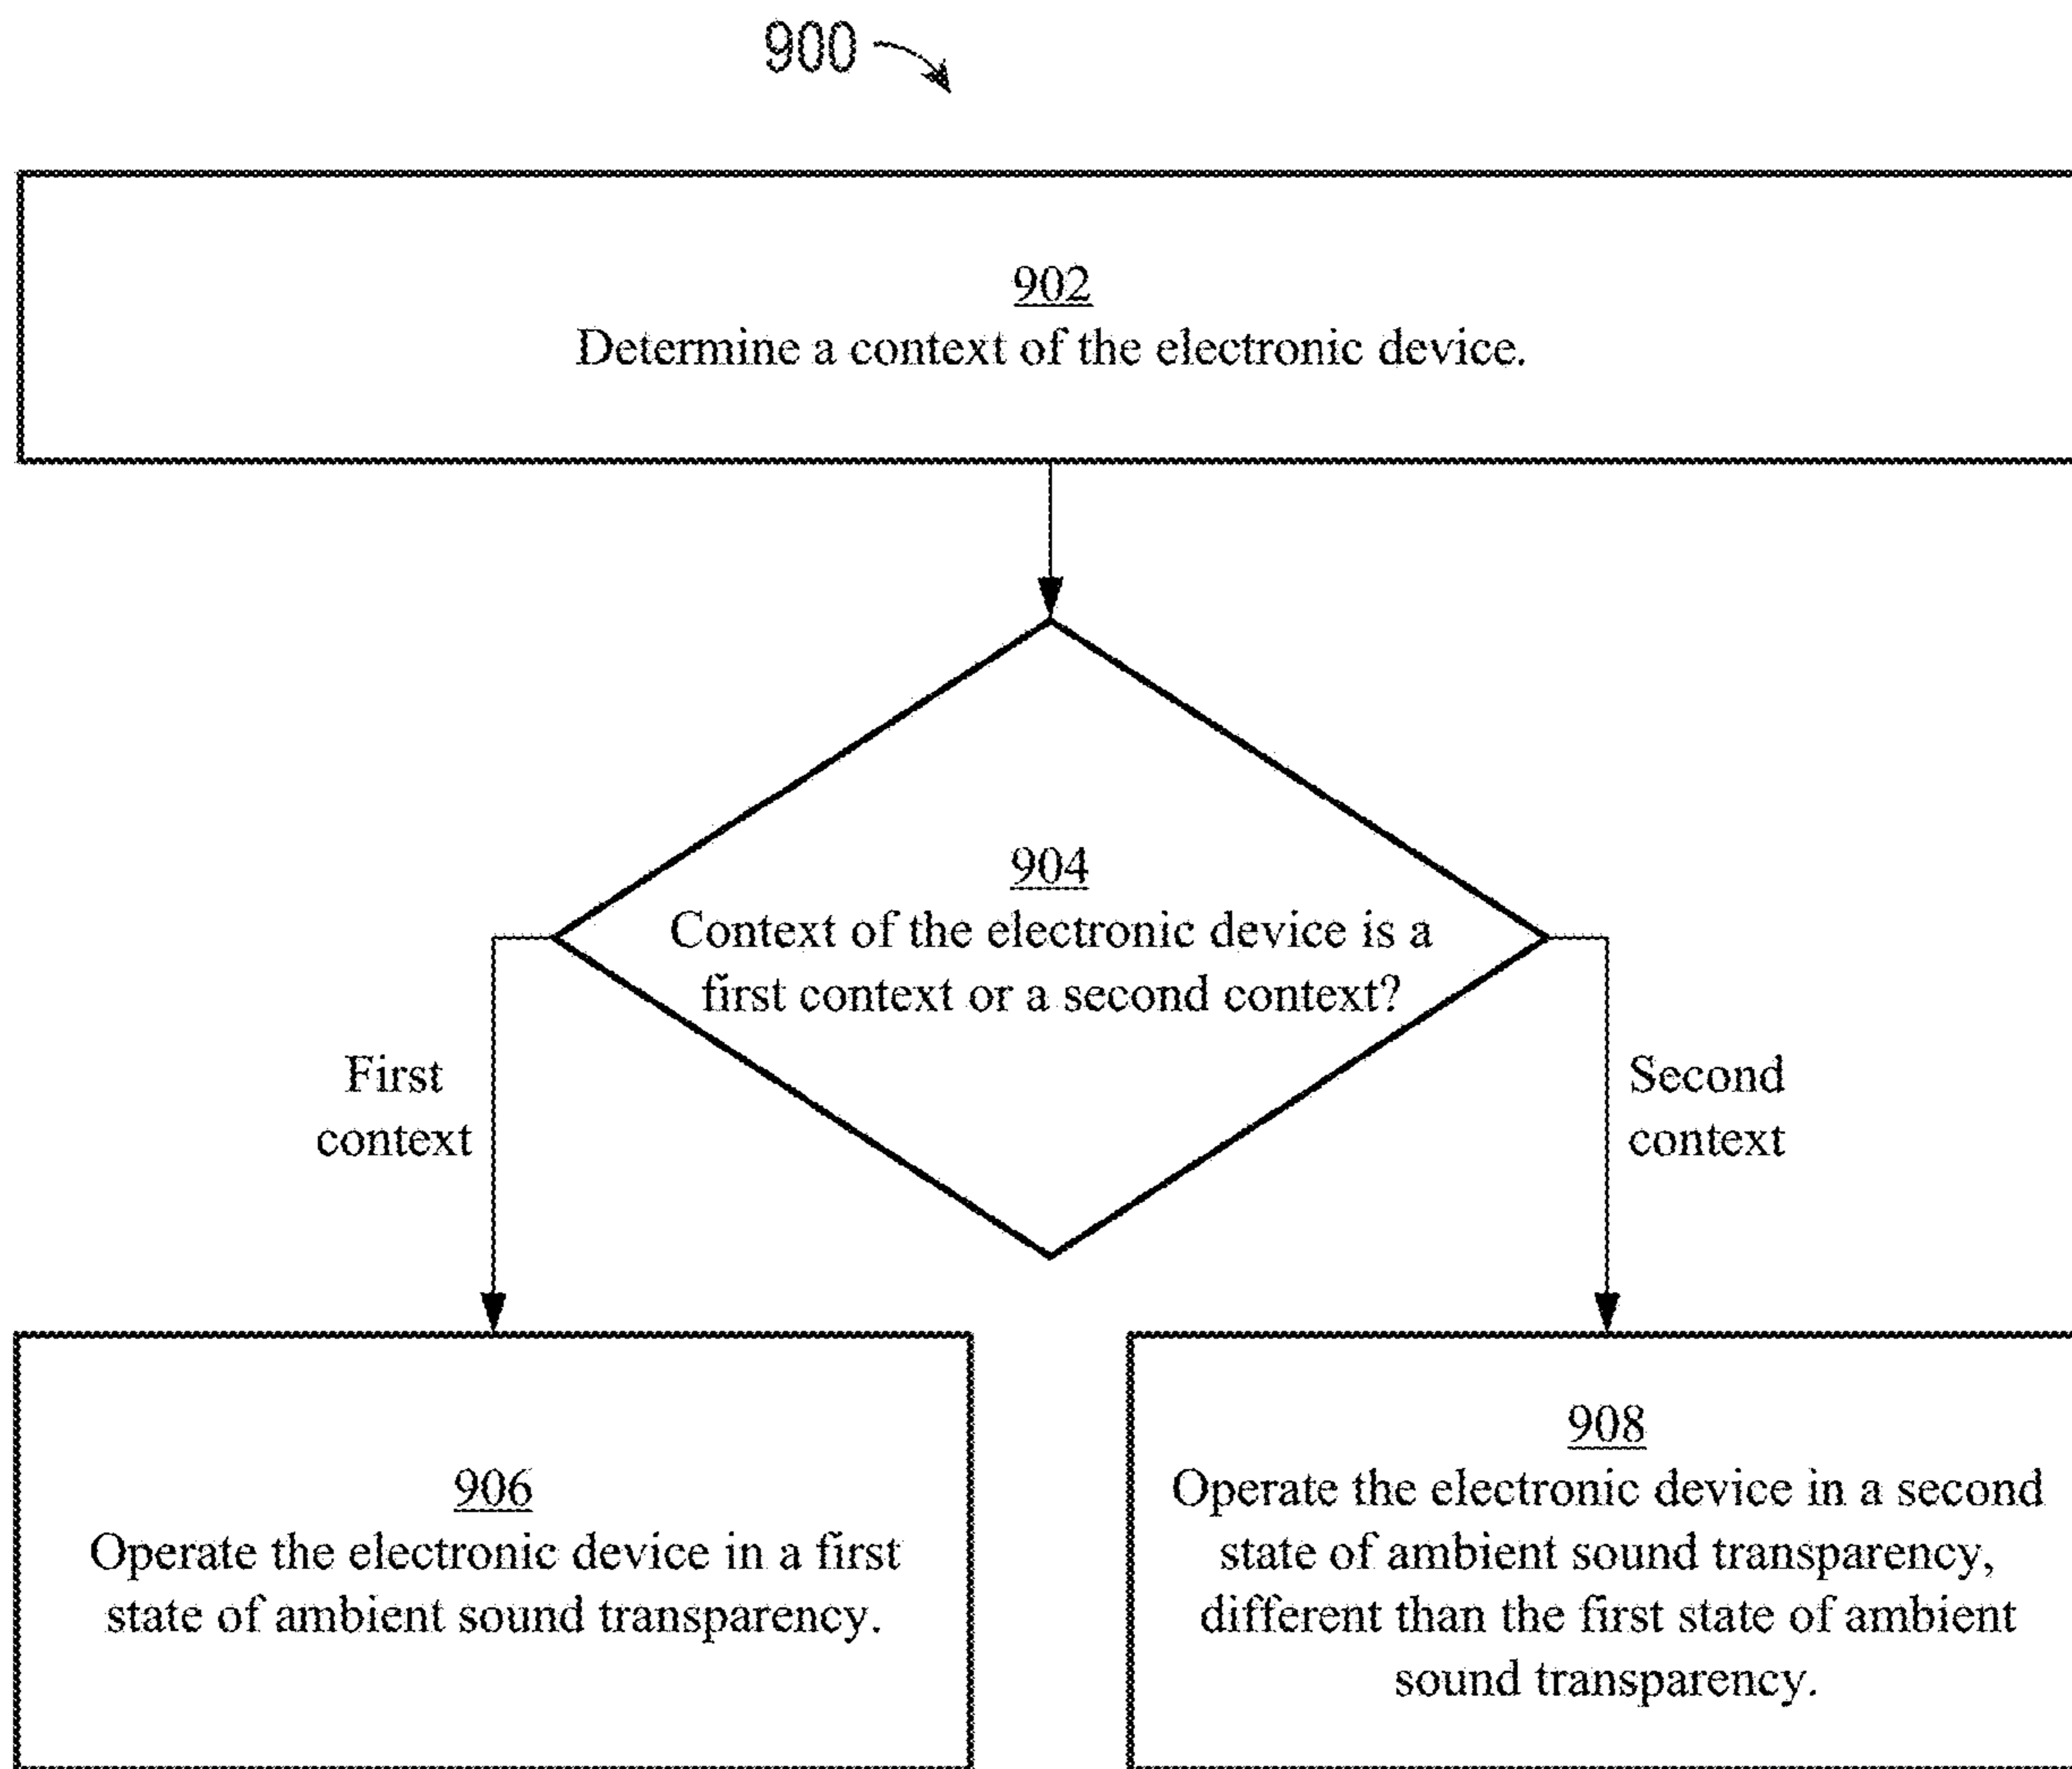 900
902
Determine a context of the electronic device.
904
Context of the electronic device is a
first context or a second context?
First
context
Second
context
906
Operate the electronic device in a first
state of ambient sound transparency.
908
Operate the electronic device in a second
state of ambient sound transparency,
different than the first state of ambient
sound transparency.